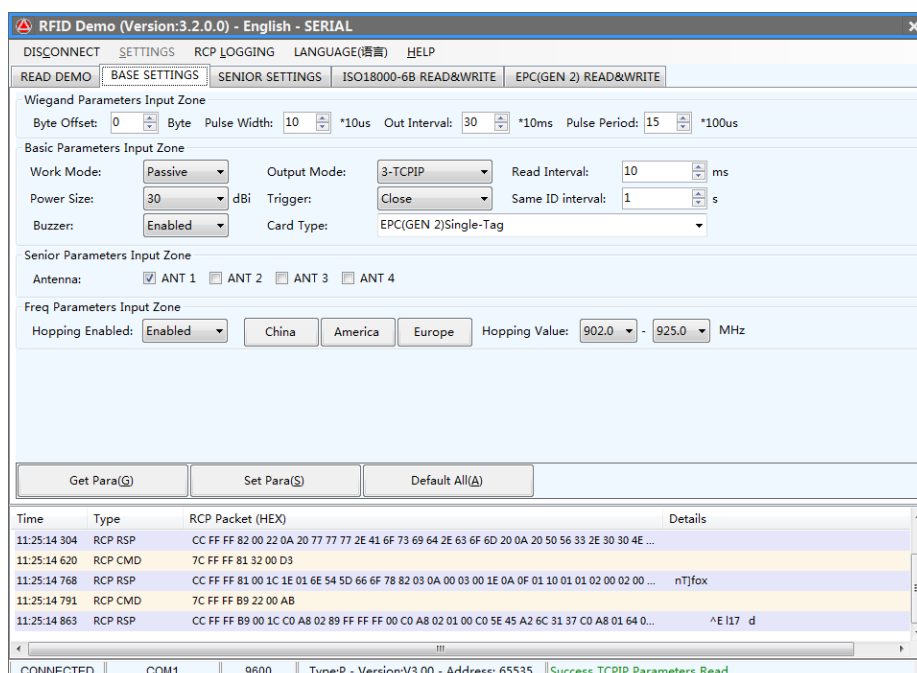 RFID Demo (Version:3.2.0.0) - English - SERIAL
DISCONNECT SETTINGS RCP LOGGING LANGUAGE(语言) HELP
READ DEMO BASE SETTINGS SENIOR SETTINGS ISO18000-6B READ&WRITE EPC(GEN 2) READ&WRITE
Wiegand Parameters Input Zone
Byte Offset: 0 Byte Pulse Width: 10 *10us Out Interval: 30 *10ms Pulse Period: 15 *100us
Basic Parameters Input Zone
Work Mode: Passive Output Mode: 3-TCPIP Read Interval: 10 ms
Power Size: 30 dBi Trigger: Close Same ID interval: 1 s
Buzzer: Enabled Card Type: EPC(GEN 2)Single-Tag
Senior Parameters Input Zone
Antenna: ANT 1 ANT 2 ANT 3 ANT 4
Freq Parameters Input Zone
Hopping Enabled: Enabled China America Europe Hopping Value: 902.0 - 925.0 MHz
Get Para(G) Set Para(S) Default All(A)
Time Type RCP Packet (HEX) Details
11:25:14 304 RCP RSP CC FF FF 82 00 22 0A 20 77 77 77 2E 41 6F 73 69 64 2E 63 6F 6D 20 0A 20 50 56 33 2E 30 30 4E ...
11:25:14 620 RCP CMD 7C FF FF 81 32 00 D3
11:25:14 768 RCP RSP CC FF FF 81 00 1C 1E 01 6E 54 5D 66 6F 78 82 03 0A 00 03 00 1E 0A 0F 01 10 01 01 02 00 02 00 ... nT]fox
11:25:14 791 RCP CMD 7C FF FF B9 22 00 AB
11:25:14 863 RCP RSP CC FF FF B9 00 1C C0 A8 02 89 FF FF FF 00 C0 A8 02 01 00 C0 5E 45 A2 6C 31 37 C0 A8 01 64 0... ^E l17 d
CONNECTED COM1 9600 Type:P - Version:V3.00 - Address: 65535 Success TCPIP Parameters Read